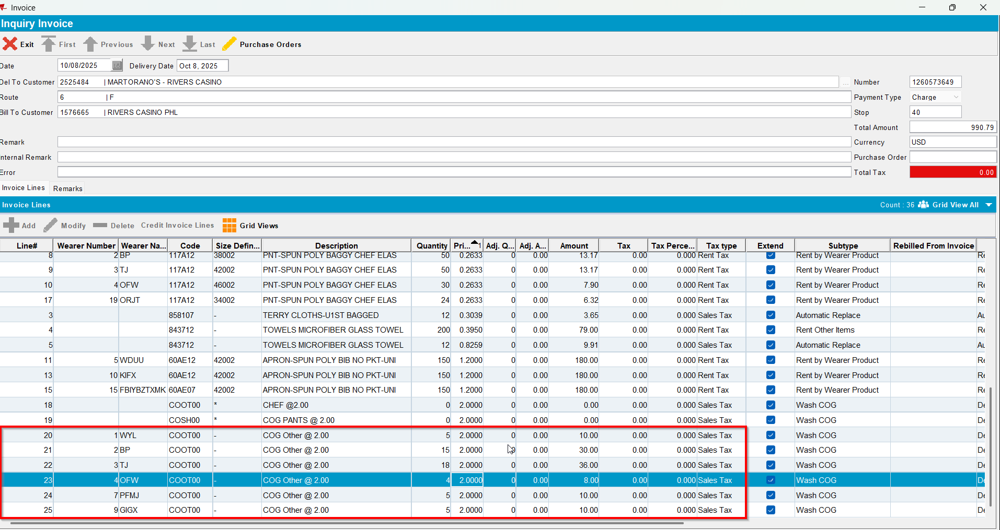 Invoice
Inquiry Invoice
Exit First Previous Next Last Purchase Orders
Date 10/08/2025 Delivery Date Oct 8, 2025
Del To Customer 2525484 | MARTORANO'S - RIVERS CASINO ... Number 1260573649
Route 6 | F Payment Type Charge
Bill To Customer 1576665 | RIVERS CASINO PHL Stop 40
Total Amount 990.79
Remark Currency USD
nternal Remark Purchase Order
Error Total Tax 0.00
Invoice Lines Remarks
Invoice Lines Count : 36 Grid View All
Add Modify Delete Credit Invoice Lines Grid Views
Line# Wearer Number Wearer Na... Code Size Defin... Description Quantity Pri... 1 Adj. Q... Adj. A... Amount Tax Tax Perce... Tax type Extend Subtype Rebilled From Invoice
8 2 BP 117A12 38002 PNT-SPUN POLY BAGGY CHEF ELAS 50 0.2633 0 0.00 13.17 0.00 0.000 Rent Tax Rent by Wearer Product Re
9 3 TJ 117A12 42002 PNT-SPUN POLY BAGGY CHEF ELAS 50 0.2633 0 0.00 13.17 0.00 0.000 Rent Tax Rent by Wearer Product Re
10 4 OFW 117A12 46002 PNT-SPUN POLY BAGGY CHEF ELAS 30 0.2633 0 0.00 7.90 0.00 0.000 Rent Tax Rent by Wearer Product Re
17 19 ORJT 117A12 34002 PNT-SPUN POLY BAGGY CHEF ELAS 24 0.2633 0 0.00 6.32 0.00 0.000 Rent Tax Rent by Wearer Product Re
3 858107 - TERRY CLOTHS-U1ST BAGGED 12 0.3039 0 0.00 3.65 0.00 0.000 Sales Tax Automatic Replace Au
4 843712 - TOWELS MICROFIBER GLASS TOWEL 200 0.3950 0 0.00 79.00 0.00 0.000 Rent Tax Rent Other Items Re
5 843712 - TOWELS MICROFIBER GLASS TOWEL 12 0.8259 0 0.00 9.91 0.00 0.000 Sales Tax Automatic Replace Au
11 5 WDUU 60AE12 42002 APRON-SPUN POLY BIB NO PKT-UNI 150 1.2000 0 0.00 180.00 0.00 0.000 Rent Tax Rent by Wearer Product Re
13 10 KIFX 60AE12 42002 APRON-SPUN POLY BIB NO PKT-UNI 150 1.2000 0 0.00 180.00 0.00 0.000 Rent Tax Rent by Wearer Product Re
15 15 FBIYBZTXMK 60AE07 42002 APRON-SPUN POLY BIB NO PKT-UNI 150 1.2000 0 0.00 180.00 0.00 0.000 Rent Tax Rent by Wearer Product Re
18 COOT00 * CHEF @2.00 0 2.0000 0 0.00 0.00 0.00 0.000 Sales Tax Wash COG De
19 COSH00 * COG PANTS @ 2.00 0 2.0000 0 0.00 0.00 0.00 0.000 Sales Tax Wash COG De
20 1 WYL COOT00 - COG Other @ 2.00 5 2.0000 0 0.00 10.00 0.00 0.000 Sales Tax Wash COG De
21 2 BP COOT00 - COG Other @ 2.00 15 2.0000 0 0.00 30.00 0.00 0.000 Sales Tax Wash COG De
22 3 TJ COOT00 - COG Other @ 2.00 18 2.0000 0 0.00 36.00 0.00 0.000 Sales Tax Wash COG De
23 4 OFW COOT00 - COG Other @ 2.00 4 2.0000 0 0.00 8.00 0.00 0.000 Sales Tax Wash COG De
24 7 PFMJ COOT00 - COG Other @ 2.00 5 2.0000 0 0.00 10.00 0.00 0.000 Sales Tax Wash COG De
25 9 GIGX COOT00 - COG Other @ 2.00 5 2.0000 0 0.00 10.00 0.00 0.000 Sales Tax Wash COG De